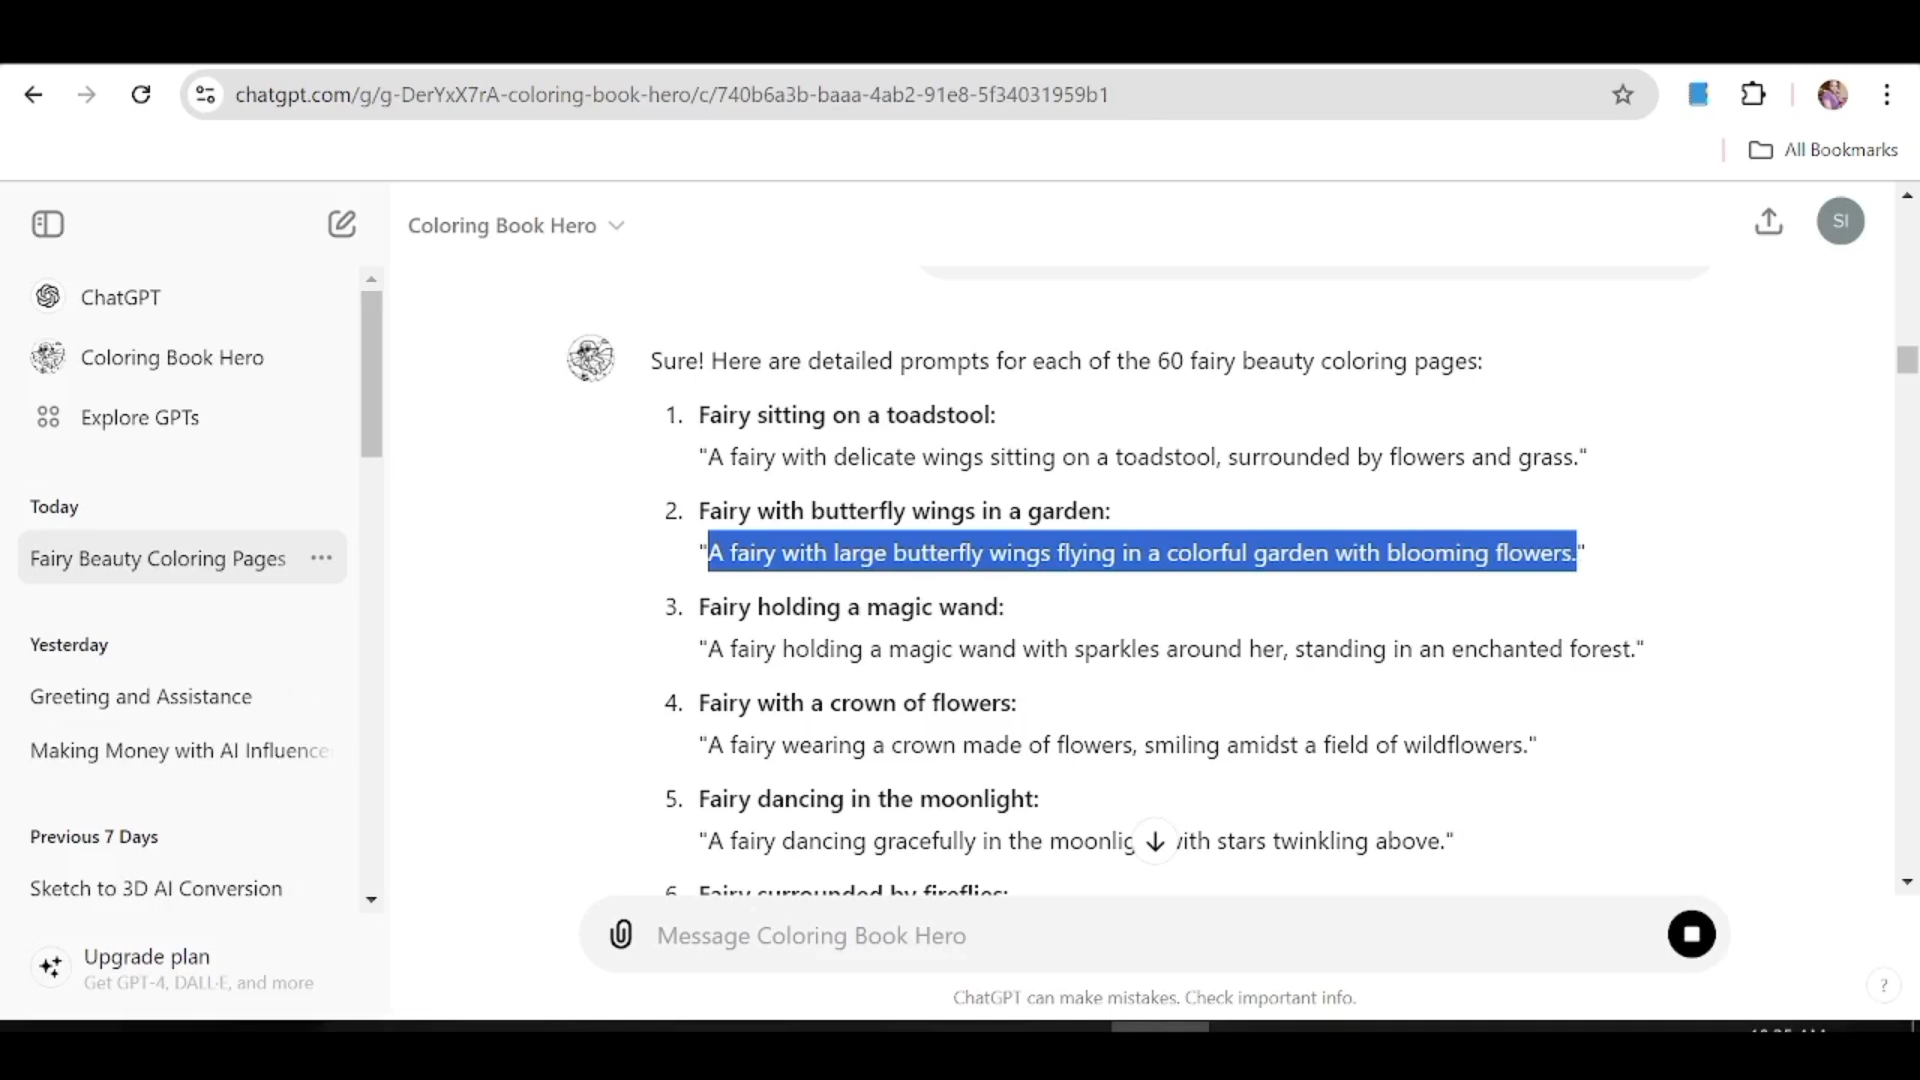 chatgpt.com/g/g-DerYxX7rA-coloring-book-hero/c/740b6a3b-baaa-4ab2-91e8-5f34031959b1
All Bookmarks
Coloring Book Hero
SI
ChatGPT
Coloring Book Hero
Explore GPTs
Today
Fairy Beauty Coloring Pages
Yesterday
Greeting and Assistance
Making Money with AI Influence
Previous 7 Days
Sketch to 3D AI Conversion
Upgrade plan
Get GPT-4, DALL·E, and more
Sure! Here are detailed prompts for each of the 60 fairy beauty coloring pages:
1. Fairy sitting on a toadstool:
"A fairy with delicate wings sitting on a toadstool, surrounded by flowers and grass."
2. Fairy with butterfly wings in a garden:
"A fairy with large butterfly wings flying in a colorful garden with blooming flowers."
3. Fairy holding a magic wand:
"A fairy holding a magic wand with sparkles around her, standing in an enchanted forest."
4. Fairy with a crown of flowers:
"A fairy wearing a crown made of flowers, smiling amidst a field of wildflowers."
5. Fairy dancing in the moonlight:
"A fairy dancing gracefully in the moonlig with stars twinkling above."
6. Fairy surrounded by fireflies:
Message Coloring Book Hero
ChatGPT can make mistakes. Check important info.
?